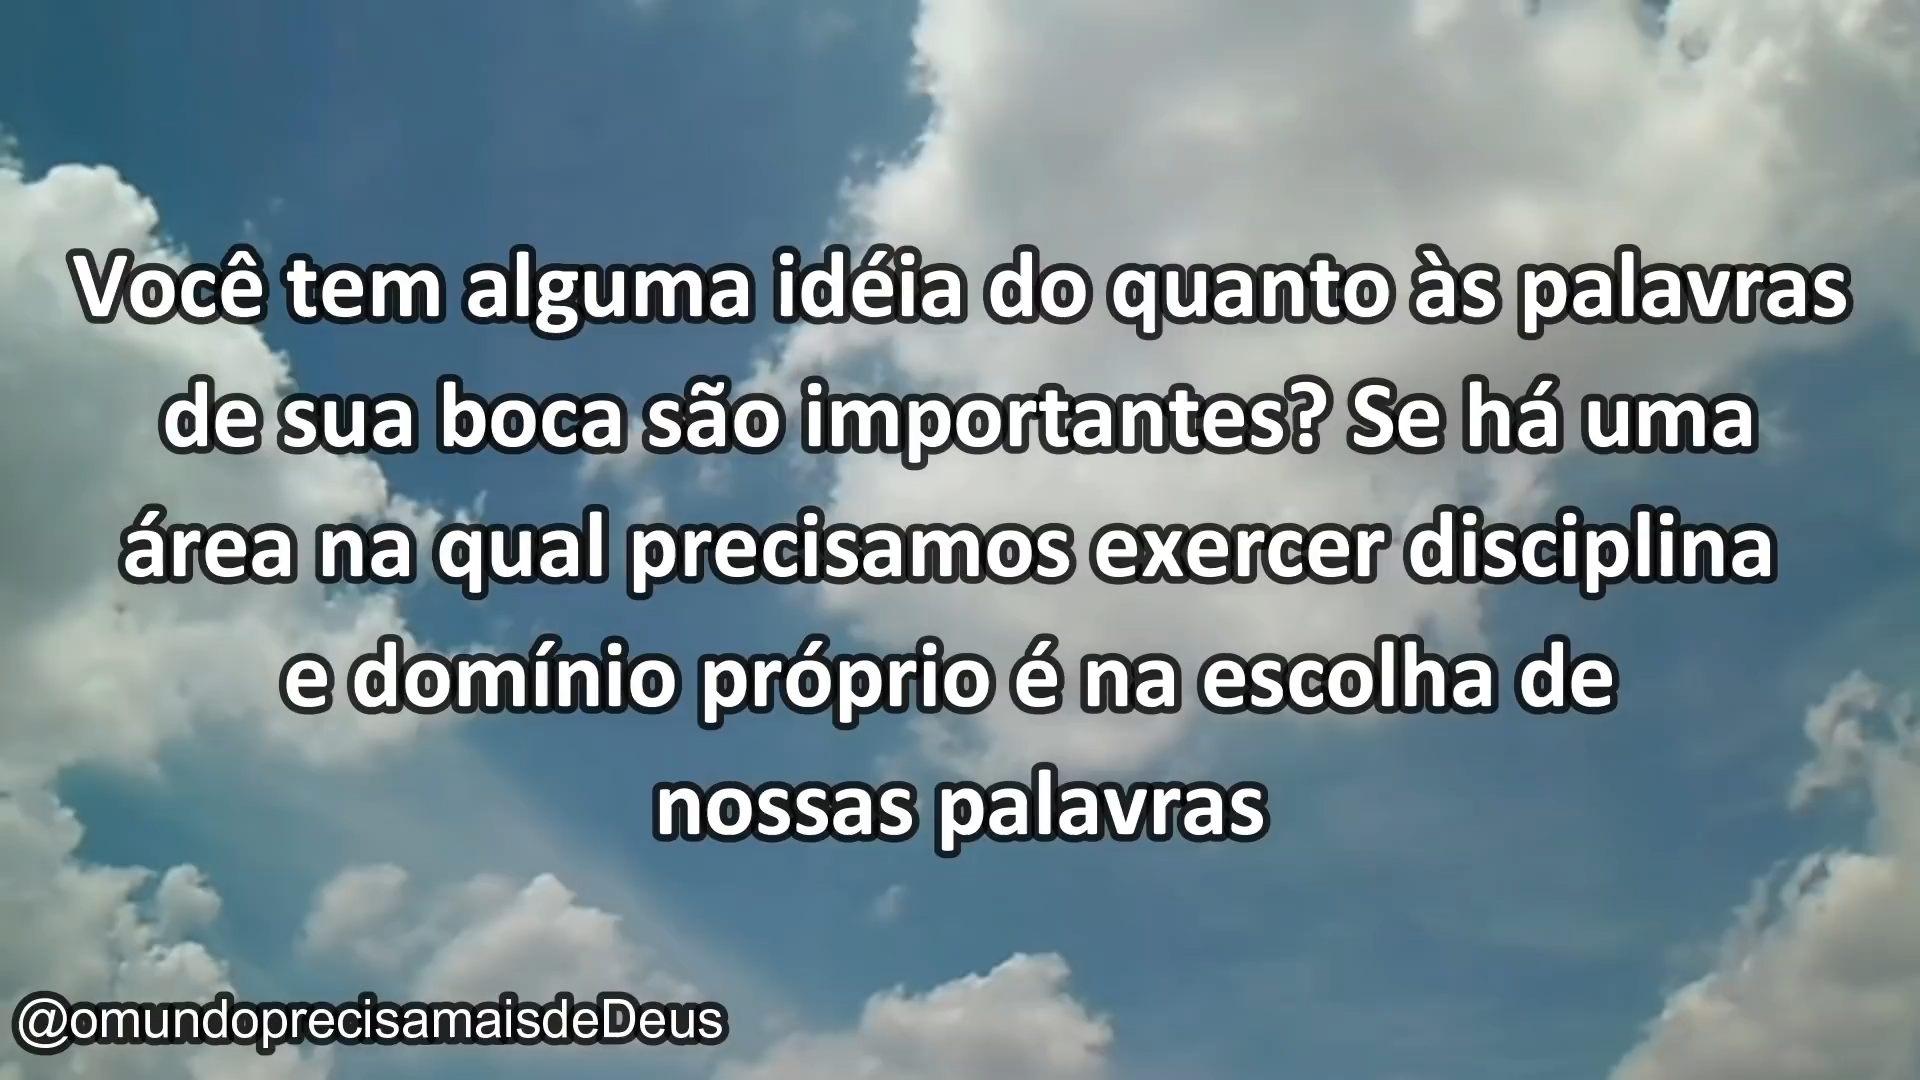 Você tem alguma idéia do quanto às palavras
de sua boca são importantes? Se há uma
área na qual precisamos exercer disciplina
e domínio próprio é na escolha de
nossas palavras
@omundoprecisamaisdeDeus